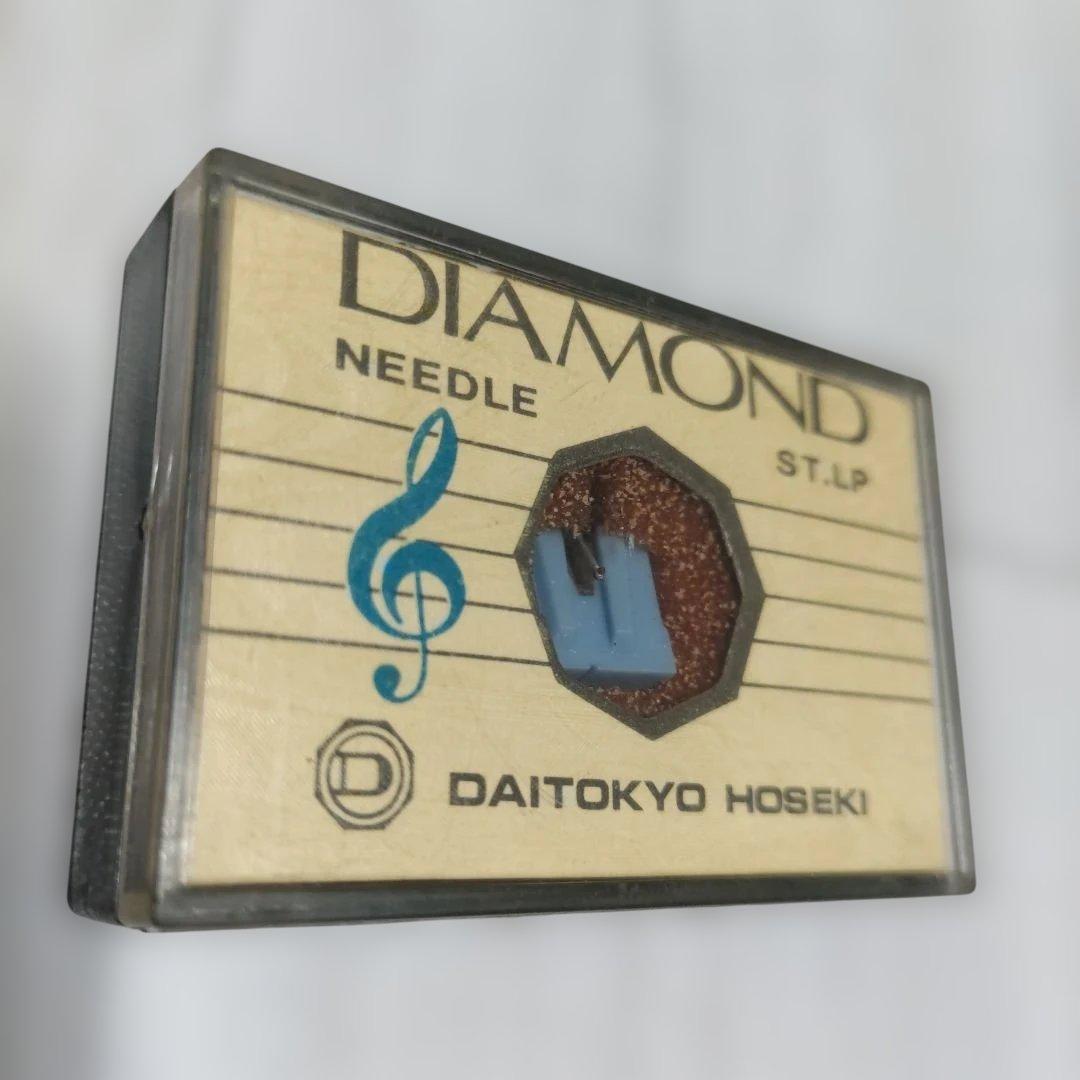 DIAMOND
NEEDLE
ST.LP
D
DAITOKYO HOSEKI